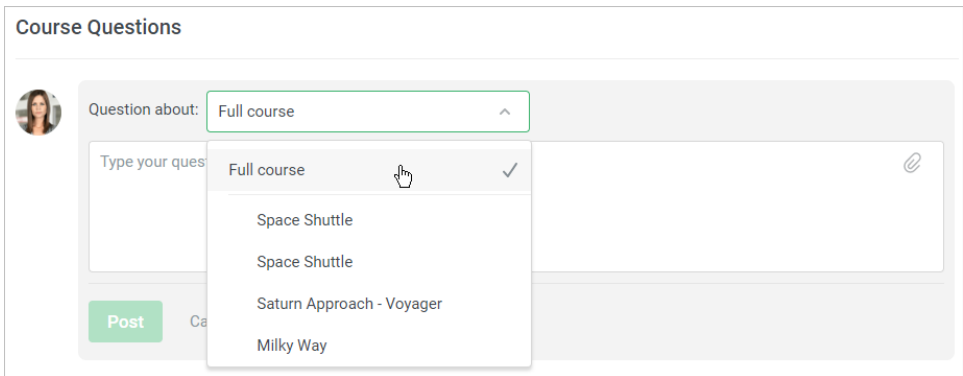 Course Questions
Question about: Full course
Type your ques
Full course
Space Shuttle
Space Shuttle
Saturn Approach - Voyager
Milky Way
Post Ca